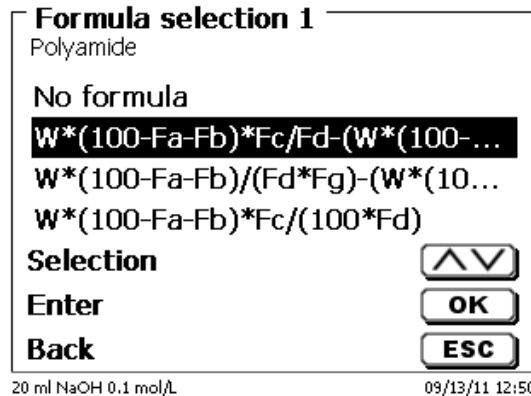 Formula selection 1
Polyamide
No formula
W*(100-Fa-Fb)*Fc/Fd-(W*(100-...
W*(100-Fa-Fb)/(Fd*Fg)-(W*(10...
W*(100-Fa-Fb)*Fc/(100*Fd)
Selection
Enter OK
Back ESC
20 ml NaOH 0.1 mol/L 09/13/11 12:50